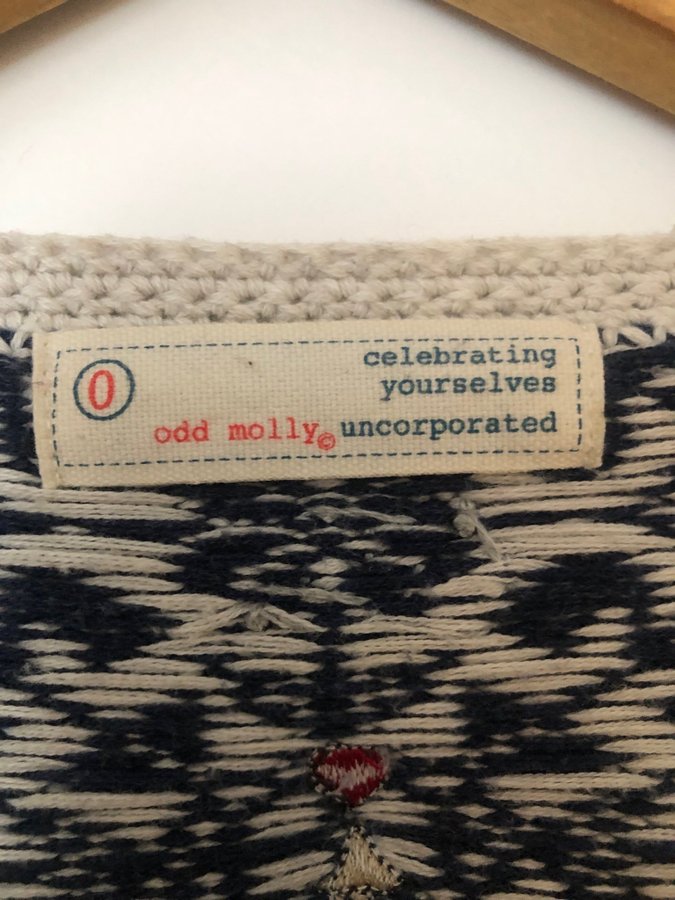 0
celebrating
yourselves
odd molly© uncorporated